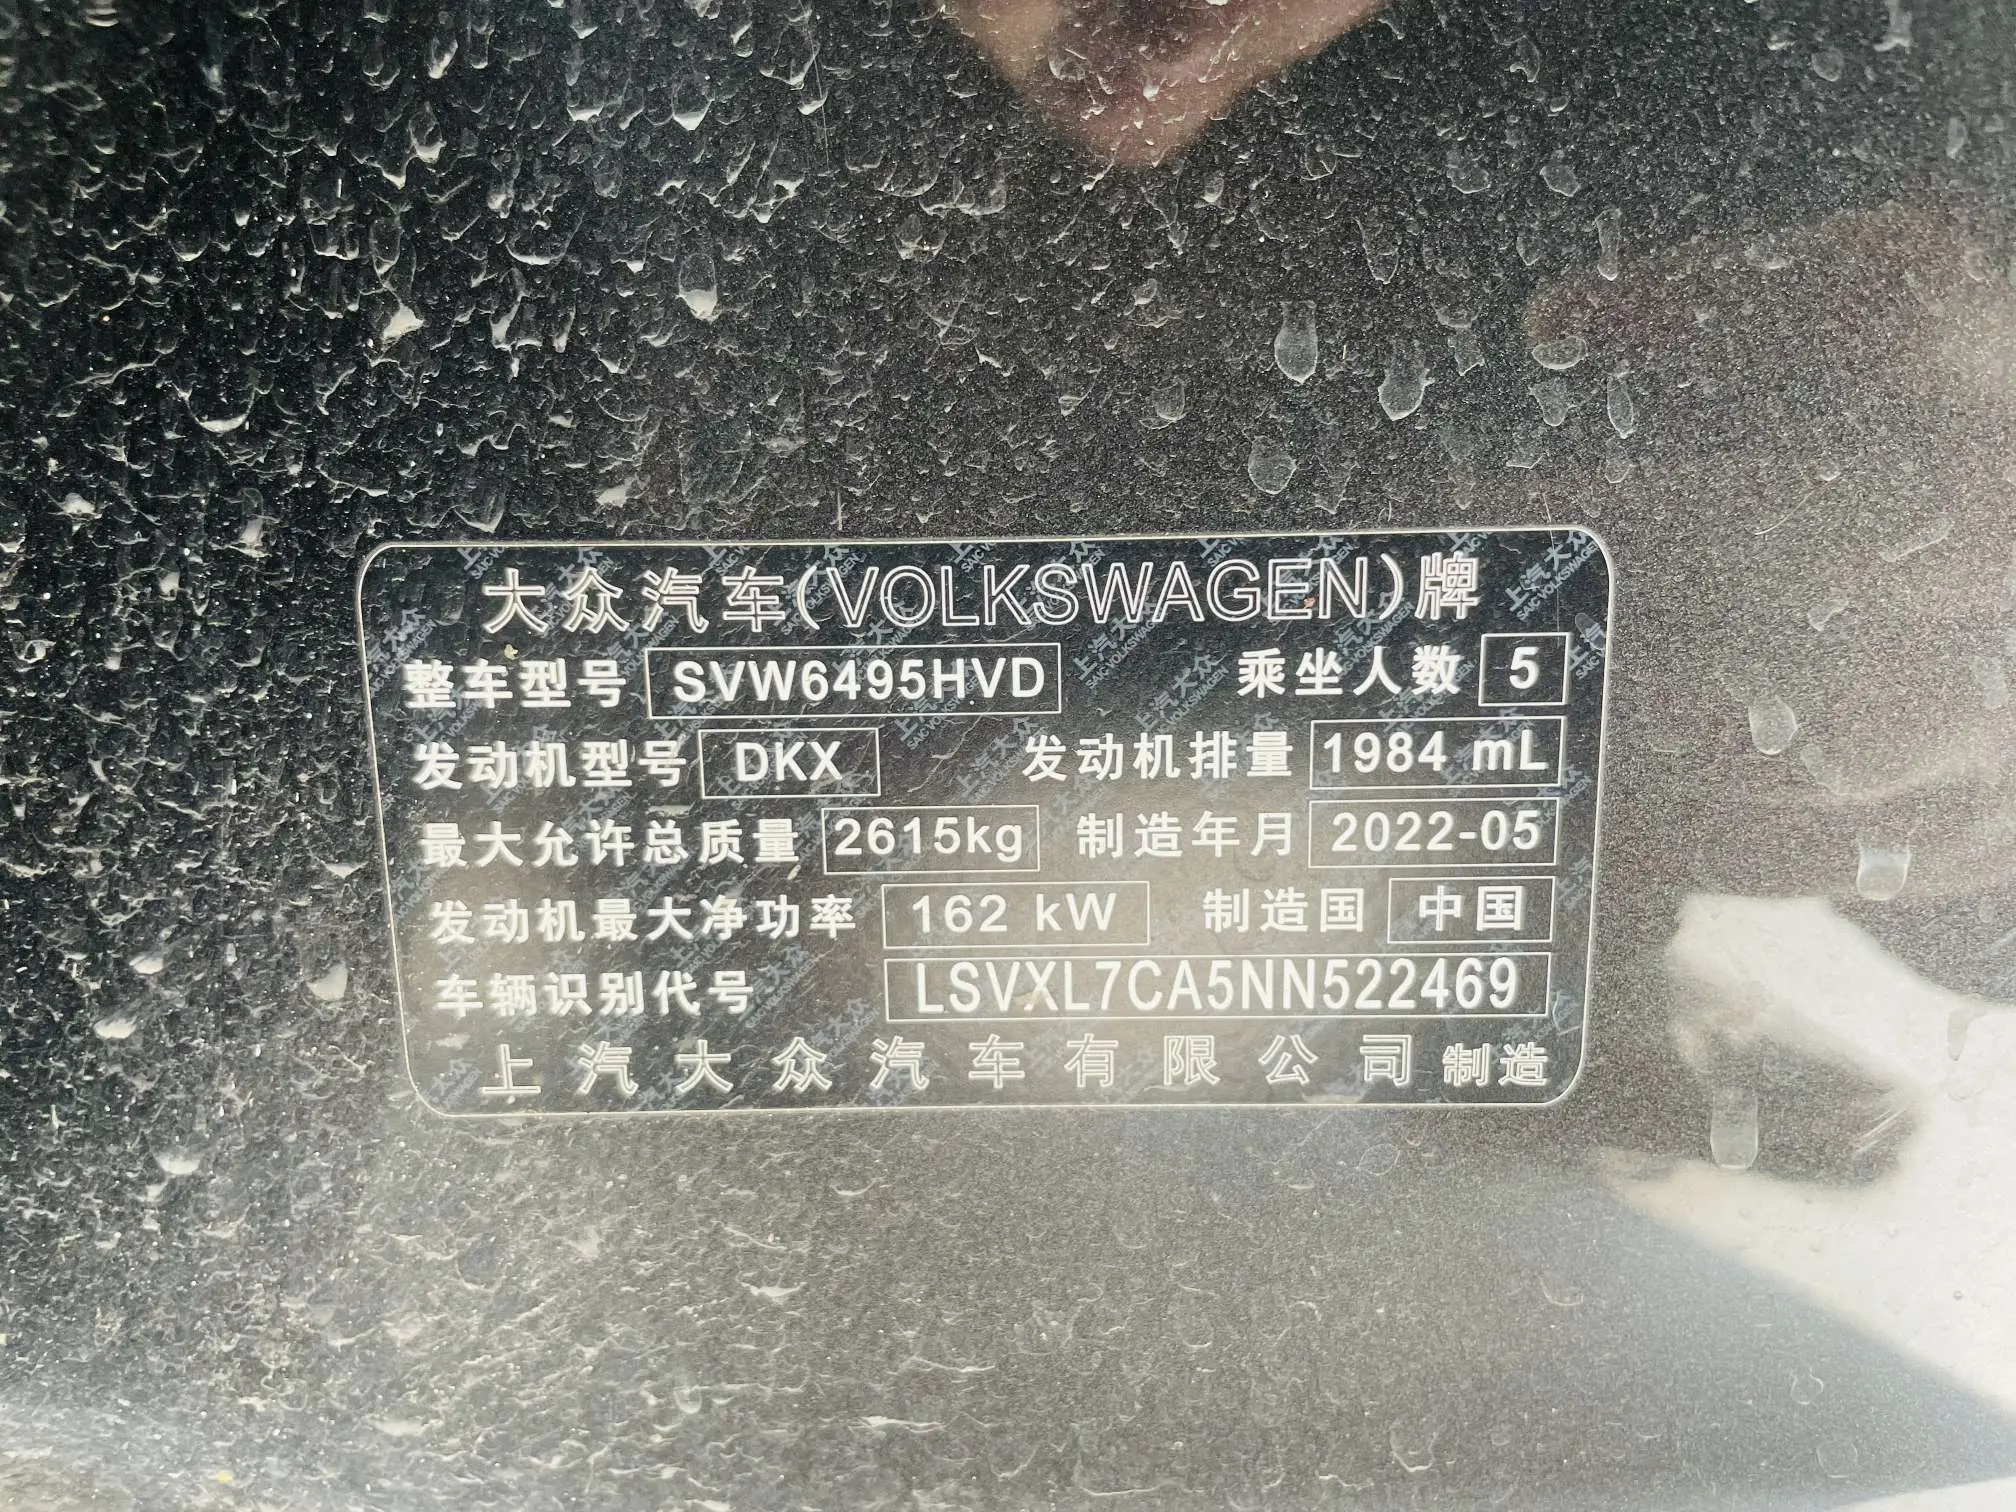 大众汽车(VOLKSWAGEN)牌
整车型号 SVW6495HVD 乘坐人数 5
发动机型号 DKX 发动机排量 1984 mL
最大允许总质量 2615kg 制造年月 2022-05
发动机最大净功率 162 kW 制造国 中国
车辆识别代号 LSVXL7CA5NN522469
上汽大众汽车有限公司 制造